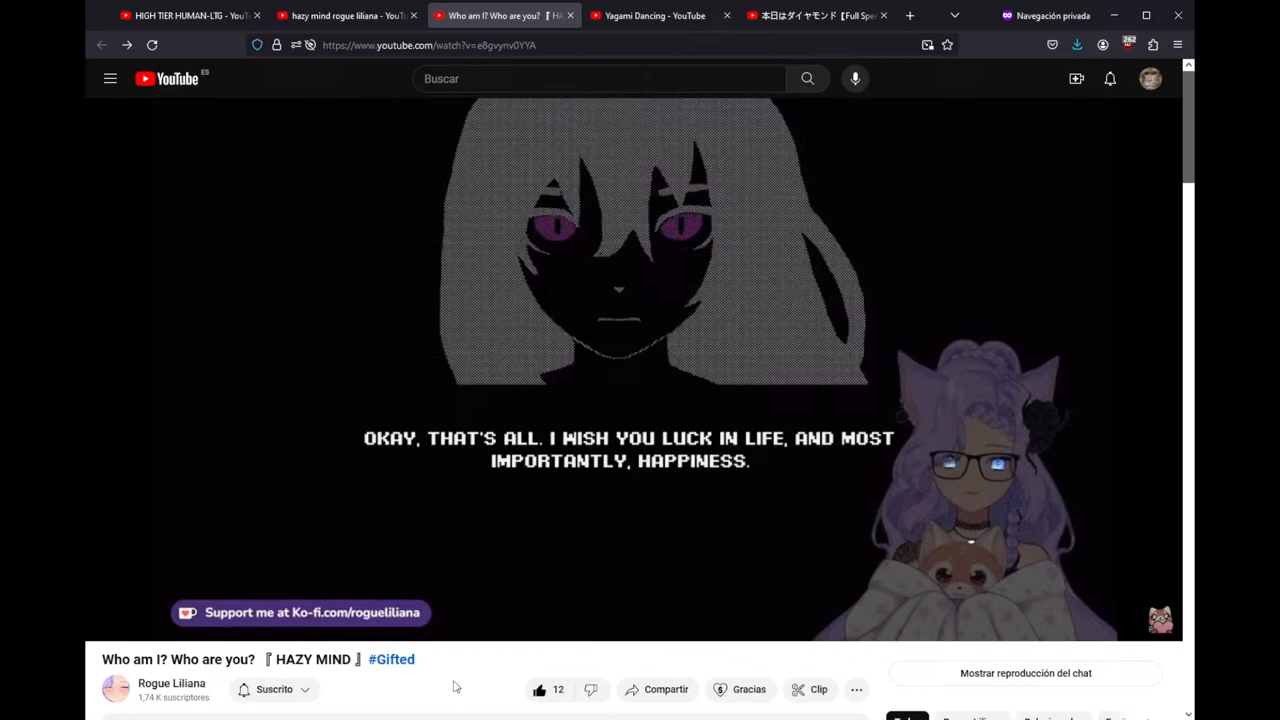 HIGH TIER HUMAN-LTG - YouT
hazy mind rogue liliana - YouTu
Who am I? Who are you? 『 HA
Yagami Dancing - YouTube
本日はダイヤモンド【Full Spe
Navegación privada
https://www.youtube.com/watch?v=e8gvynv0YYA
262
YouTube ES
Buscar
OKAY, THAT'S ALL. I WISH YOU LUCK IN LIFE, AND MOST
IMPORTANTLY, HAPPINESS.
Support me at Ko-fi.com/rogueliliana
Who am I? Who are you? 『 HAZY MIND 』 #Gifted
Mostrar reproducción del chat
Rogue Liliana
1,74 K suscriptores
Suscrito
12
Compartir
Gracias
Clip